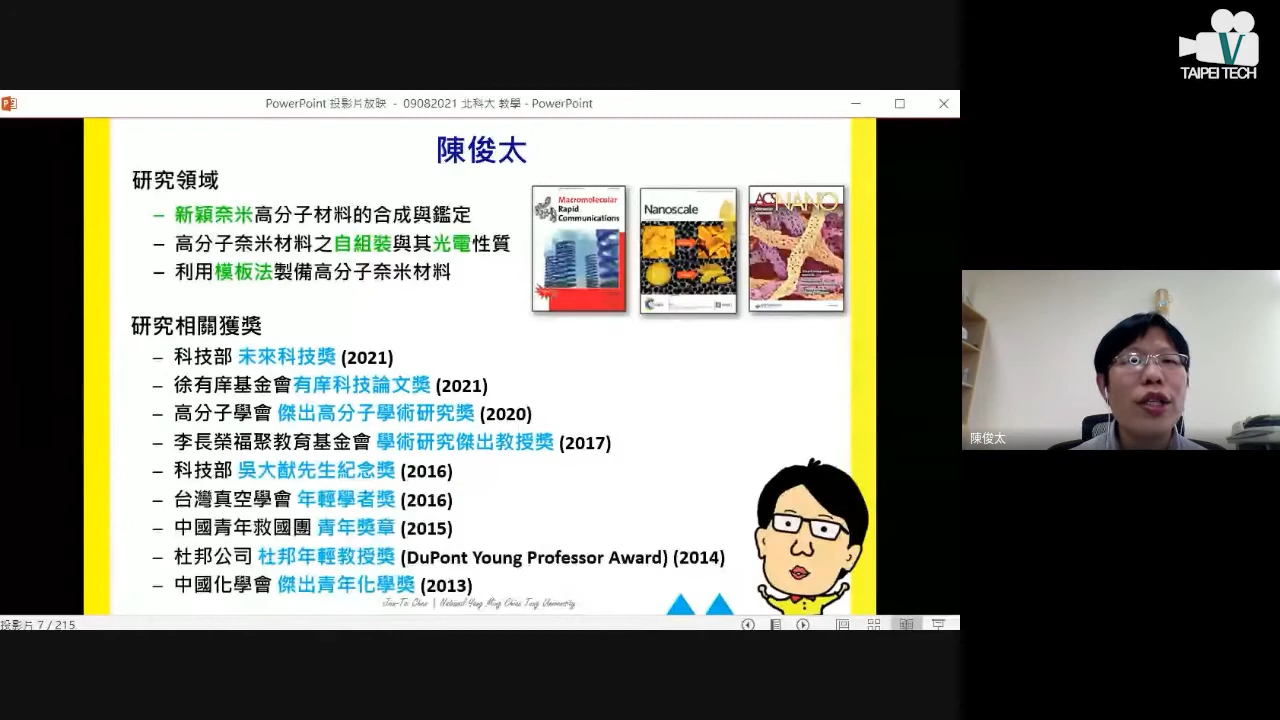 TAIPEI TECH
PowerPoint 投影片放映 - 09082021 北科大 教學 - PowerPoint
陳俊太
研究領域
– 新穎奈米高分子材料的合成與鑑定
– 高分子奈米材料之自組裝與其光電性質
– 利用模板法製備高分子奈米材料
Macromolecular
Rapid
Communications
Nanoscale
ACS NANO
研究相關獲獎
– 科技部 未來科技獎 (2021)
– 徐有庠基金會有庠科技論文獎 (2021)
– 高分子學會 傑出高分子學術研究獎 (2020)
– 李長榮福聚教育基金會 學術研究傑出教授獎 (2017)
– 科技部 吳大猷先生紀念獎 (2016)
– 台灣真空學會 年輕學者獎 (2016)
– 中國青年救國團 青年獎章 (2015)
– 杜邦公司 杜邦年輕教授獎 (DuPont Young Professor Award) (2014)
– 中國化學會 傑出青年化學獎 (2013)
Jiun-Tai Chen | National Yang Ming Chiao Tung University
投影片 7 / 215
陳俊太